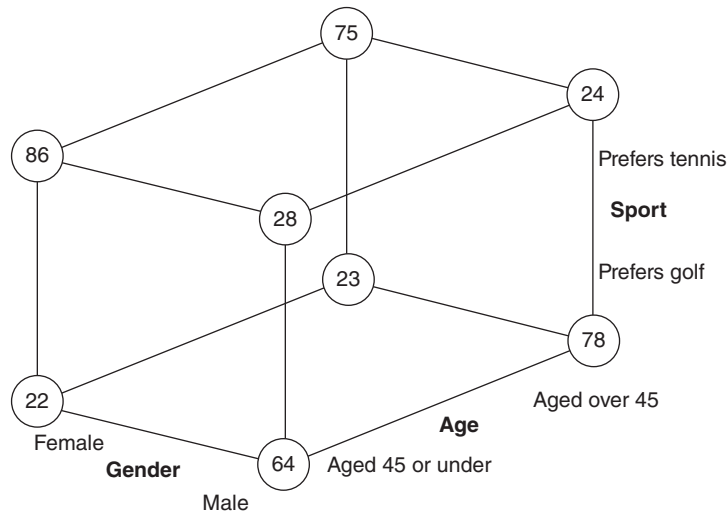 75
24
86
Prefers tennis
28
Sport
Prefers golf
23
78
22
Aged over 45
Age
Female
64
Aged 45 or under
Gender
Male